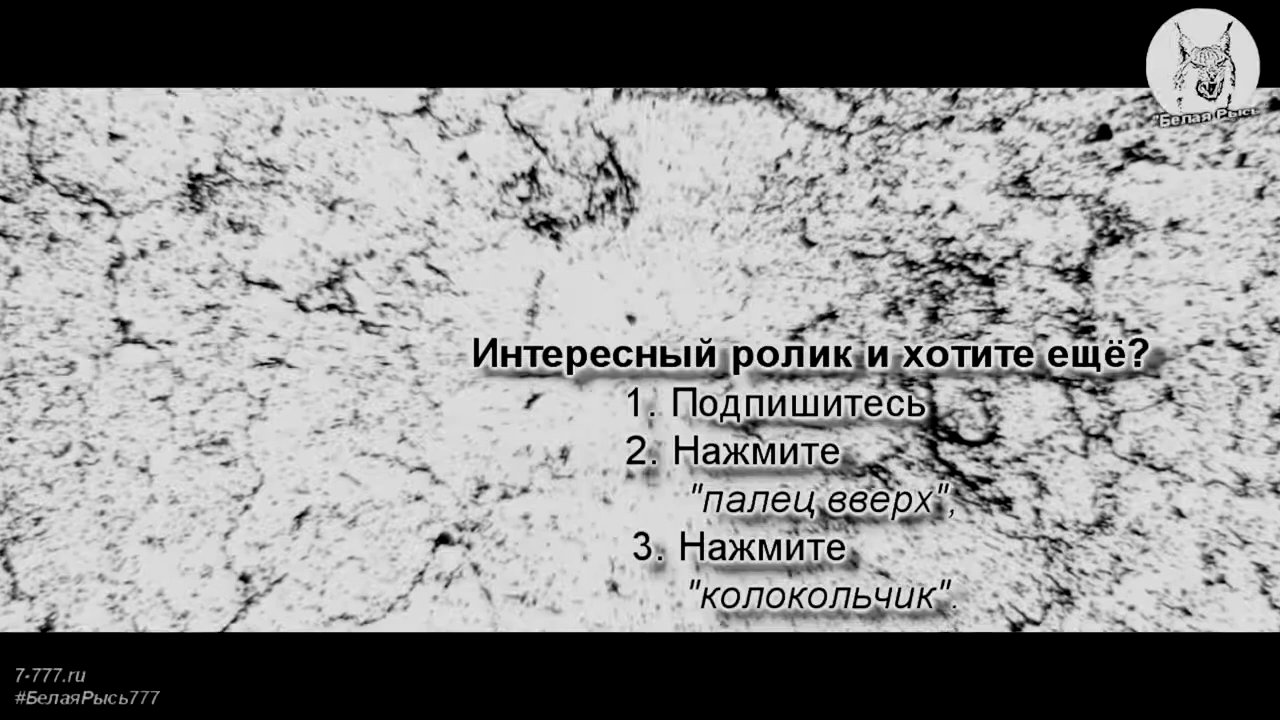 "Белая Рысь
Интересный ролик и хотите ещё?
1. Подпишитесь
2. Нажмите
"палец вверх",
3. Нажмите
"колокольчик".
7-777.ru
#БелаяРысь777